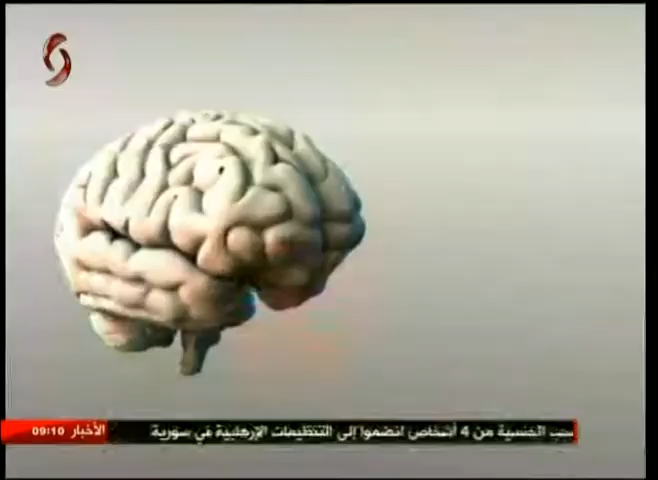 سحب الجنسية من 4 أشخاص انضموا إلى التنظيمات الإرهابية في سورية
الأخبار 09:10